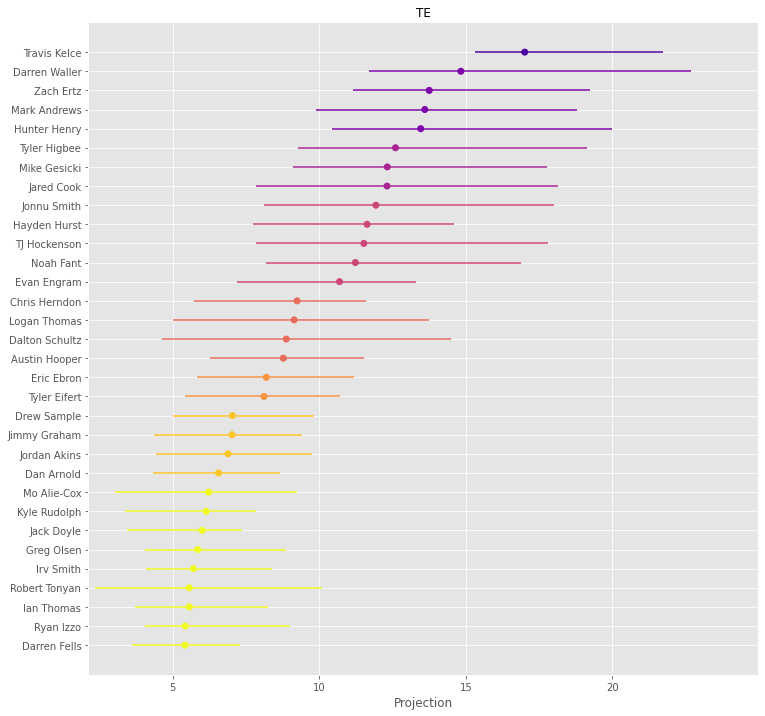 TE
Travis Kelce
Darren Waller
Zach Ertz
Mark Andrews
Hunter Henry
Tyler Higbee
Mike Gesicki
Jared Cook
Jonnu Smith
Hayden Hurst
TJ Hockenson
Noah Fant
Evan Engram
Chris Herndon
Logan Thomas
Dalton Schultz
Austin Hooper
Eric Ebron
Tyler Eifert
Drew Sample
Jimmy Graham
Jordan Akins
Dan Arnold
Mo Alie-Cox
Kyle Rudolph
Jack Doyle
Greg Olsen
Irv Smith
Robert Tonyan
Ian Thomas
Ryan Izzo
Darren Fells
5 10 15 20
Projection